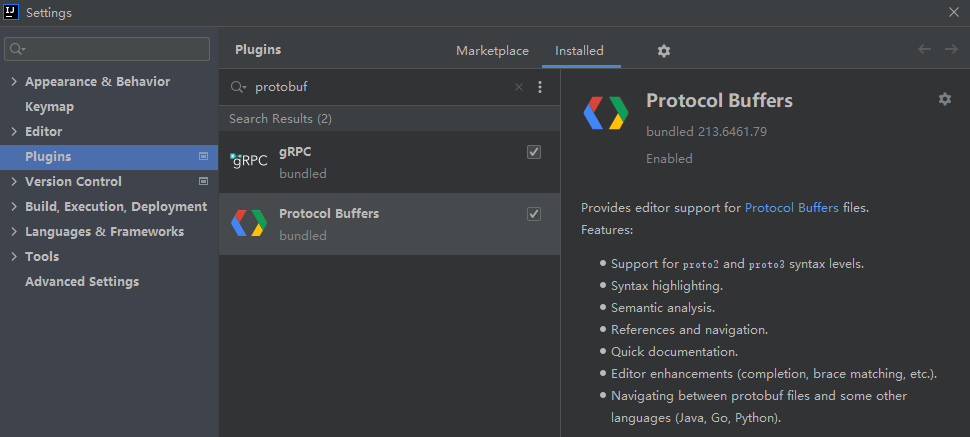 IJ
Settings
Appearance & Behavior
Keymap
Editor
Plugins
Version Control
Build, Execution, Deployment
Languages & Frameworks
Tools
Advanced Settings
Plugins
Marketplace
Installed
protobuf
Search Results (2)
gRPC
gRPC
bundled
Protocol Buffers
bundled
Protocol Buffers
bundled 213.6461.79
Enabled
Provides editor support for Protocol Buffers files.
Features:
Support for proto2 and proto3 syntax levels.
Syntax highlighting.
Semantic analysis.
References and navigation.
Quick documentation.
Editor enhancements (completion, brace matching, etc.).
Navigating between protobuf files and some other
languages (Java, Go, Python).